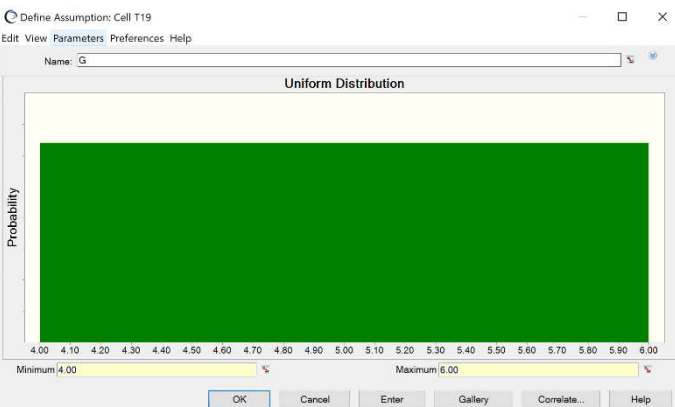 Define Assumption: Cell T19
Edit View Parameters Preferences Help
Name: G
Uniform Distribution
Probability
4.00 4.10 4.20 4.30 4.40 4.50 4.60 4.70 4.80 4.90 5.00 5.10 5.20 5.30 5.40 5.50 5.60 5.70 5.80 5.90 6.00
Minimum 4.00 Maximum 6.00
OK Cancel Enter Gallery Correlate... Help